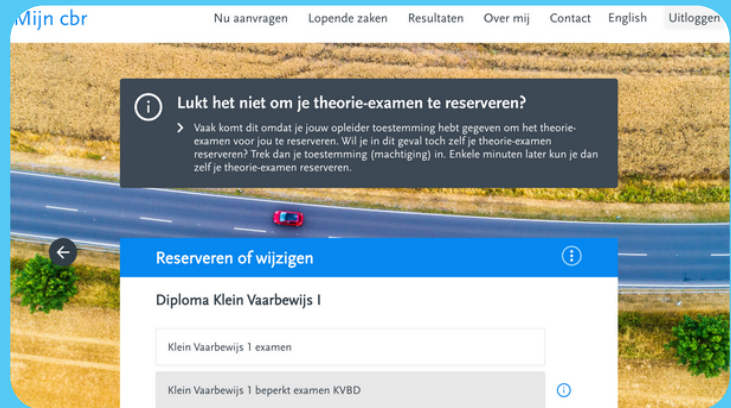 Mijn cbr
Nu aanvragen Lopende zaken Resultaten Over mij Contact English Uitloggen
Lukt het niet om je theorie-examen te reserveren?
Vaak komt dit omdat je jouw opleider toestemming hebt gegeven om het theorie-
examen voor jou te reserveren. Wil je in dit geval toch zelf je theorie-examen
reserveren? Trek dan je toestemming (machtiging) in. Enkele minuten later kun je dan
zelf je theorie-examen reserveren.
Reserveren of wijzigen
Diploma Klein Vaarbewijs I
Klein Vaarbewijs 1 examen
Klein Vaarbewijs 1 beperkt examen KVBD